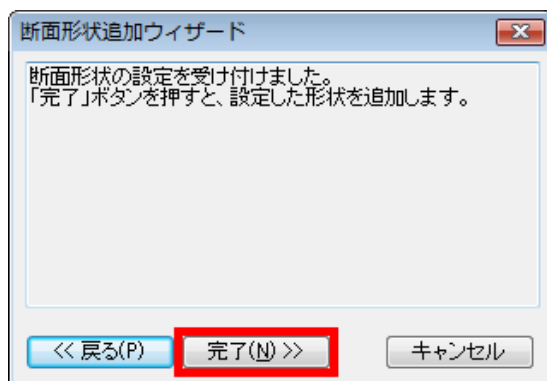 断面形状追加ウィザード
断面形状の設定を受け付けました。
「完了」ボタンを押すと、設定した形状を追加します。
<< 戻る(P)
完了(N) >>
キャンセル